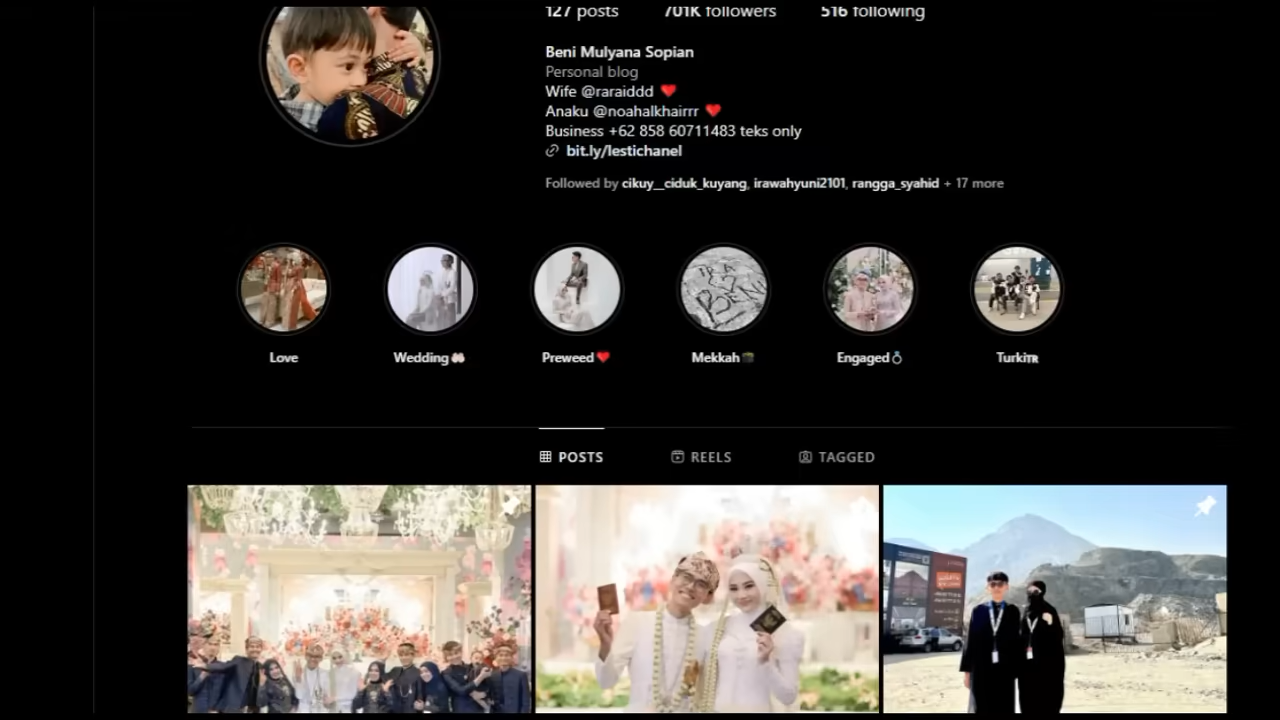 127 posts 701K followers 516 following
Beni Mulyana Sopian
Personal blog
Wife @raraiddd ❤️
Anaku @noahalkhairrr ❤️
Business +62 858 60711483 teks only
bit.ly/lestichanel
Followed by cikuy__ciduk_kuyang, irawahyuni2101, rangga_syahid + 17 more
Love Wedding🤲🏻 Preweed❤️ Mekkah🕋 Engaged💍 Turki🇹🇷
POSTS REELS TAGGED